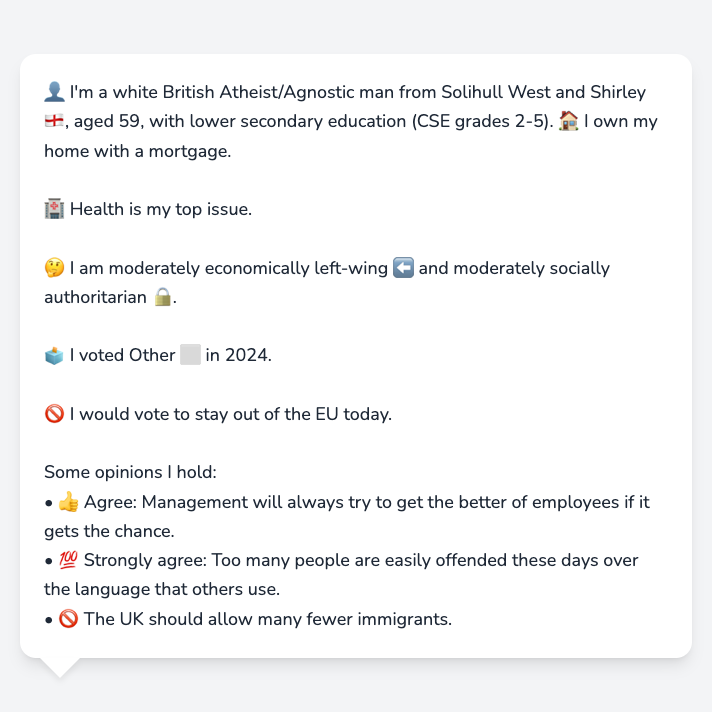 👤 I'm a white British Atheist/Agnostic man from Solihull West and Shirley
🏴󠁧󠁢󠁥󠁮󠁧󠁿, aged 59, with lower secondary education (CSE grades 2-5). 🏠 I own my
home with a mortgage.
🏥 Health is my top issue.
🤔 I am moderately economically left-wing ⬅️ and moderately socially
authoritarian 🔒.
🗳️ I voted Other ⬜ in 2024.
🚫 I would vote to stay out of the EU today.
Some opinions I hold:
• 👍 Agree: Management will always try to get the better of employees if it
gets the chance.
• 💯 Strongly agree: Too many people are easily offended these days over
the language that others use.
• 🚫 The UK should allow many fewer immigrants.